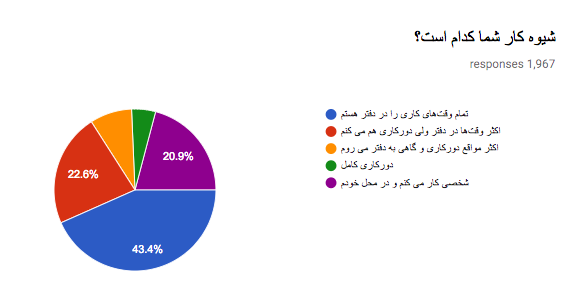 شیوه کار شما کدام است؟
1,967 responses
تمام وقت‌های کاری را در دفتر هستم
اکثر وقت‌ها در دفتر ولی دورکاری هم می کنم
اکثر مواقع دورکاری و گاهی به دفتر می روم
دورکاری کامل
شخصی کار می کنم و در محل خودم
20.9%
22.6%
43.4%